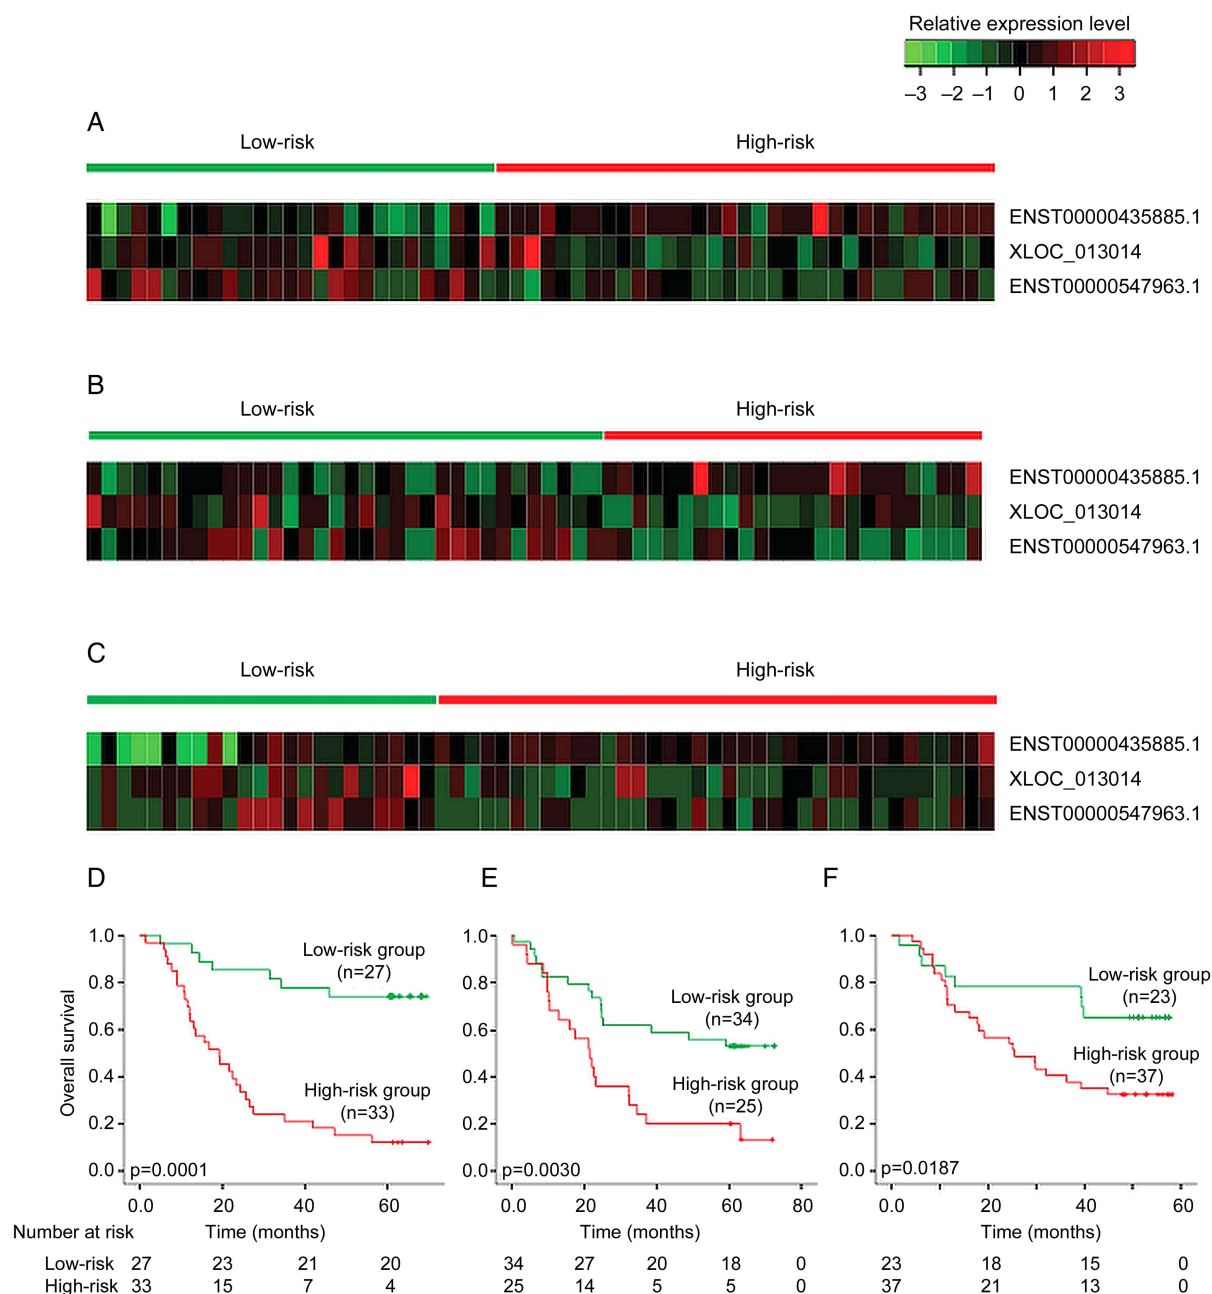 Relative expression level
–3 –2 –1 0 1 2 3
A
Low-risk High-risk
ENST00000435885.1
XLOC_013014
ENST00000547963.1
B
Low-risk High-risk
ENST00000435885.1
XLOC_013014
ENST00000547963.1
C
Low-risk High-risk
ENST00000435885.1
XLOC_013014
ENST00000547963.1
D
Overall survival
1.0
0.8
0.6
0.4
0.2
0.0
Low-risk group
(n=27)
High-risk group
(n=33)
p=0.0001
0.0 20 40 60
Time (months)
E
1.0
0.8
0.6
0.4
0.2
0.0
Low-risk group
(n=34)
High-risk group
(n=25)
p=0.0030
0.0 20 40 60 80
Time (months)
F
1.0
0.8
0.6
0.4
0.2
0.0
Low-risk group
(n=23)
High-risk group
(n=37)
p=0.0187
0.0 20 40 60
Time (months)
Number at risk
Low-risk 27 23 21 20 34 27 20 18 0 23 18 15 0
High-risk 33 15 7 4 25 14 5 5 0 37 21 13 0